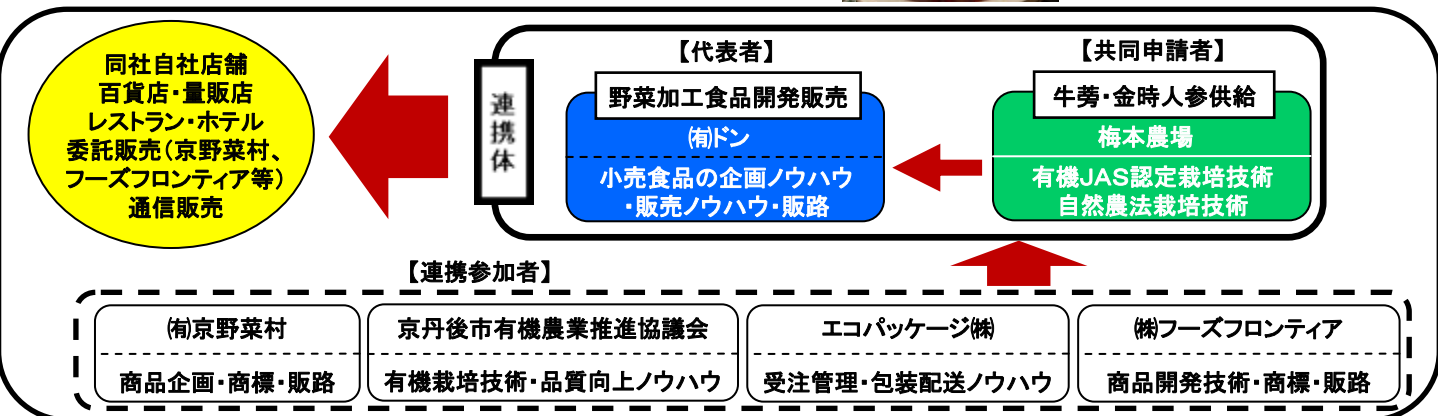 同社自社店舗
百貨店・量販店
レストラン・ホテル
委託販売(京野菜村、
フーズフロンティア等)
通信販売
連
携
体
【代表者】
野菜加工食品開発販売
㈲ドン
小売食品の企画ノウハウ
・販売ノウハウ・販路
【共同申請者】
牛蒡・金時人参供給
梅本農場
有機JAS認定栽培技術
自然農法栽培技術
【連携参加者】
㈲京野菜村
商品企画・商標・販路
京丹後市有機農業推進協議会
有機栽培技術・品質向上ノウハウ
エコパッケージ㈱
受注管理・包装配送ノウハウ
㈱フーズフロンティア
商品開発技術・商標・販路